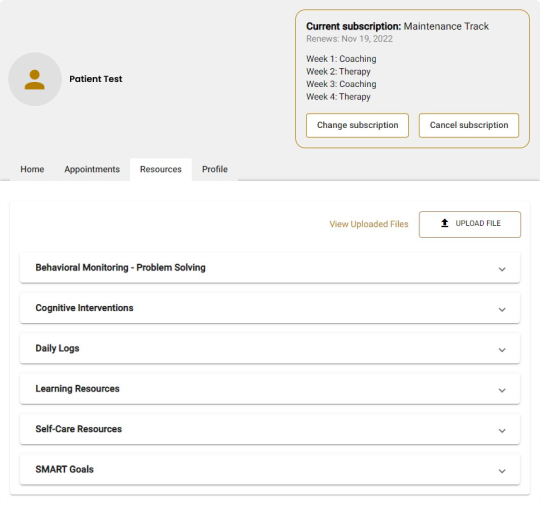 Current subscription: Maintenance Track
Renews: Nov 19, 2022
Week 1: Coaching
Week 2: Therapy
Week 3: Coaching
Week 4: Therapy
Patient Test
Change subscription
Cancel subscription
Home
Appointments
Resources
Profile
View Uploaded Files
UPLOAD FILE
Behavioral Monitoring - Problem Solving
Cognitive Interventions
Daily Logs
Learning Resources
Self-Care Resources
SMART Goals